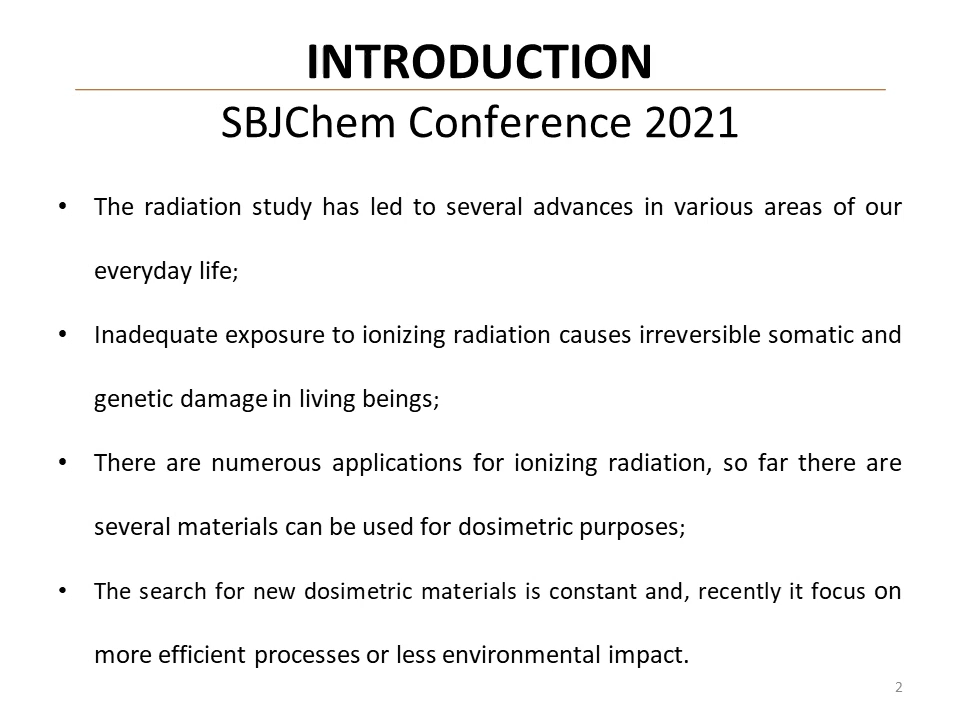 INTRODUCTION
SBJChem Conference 2021
• The radiation study has led to several advances in various areas of our
everyday life;
• Inadequate exposure to ionizing radiation causes irreversible somatic and
genetic damage in living beings;
• There are numerous applications for ionizing radiation, so far there are
several materials can be used for dosimetric purposes;
• The search for new dosimetric materials is constant and, recently it focus on
more efficient processes or less environmental impact.
2